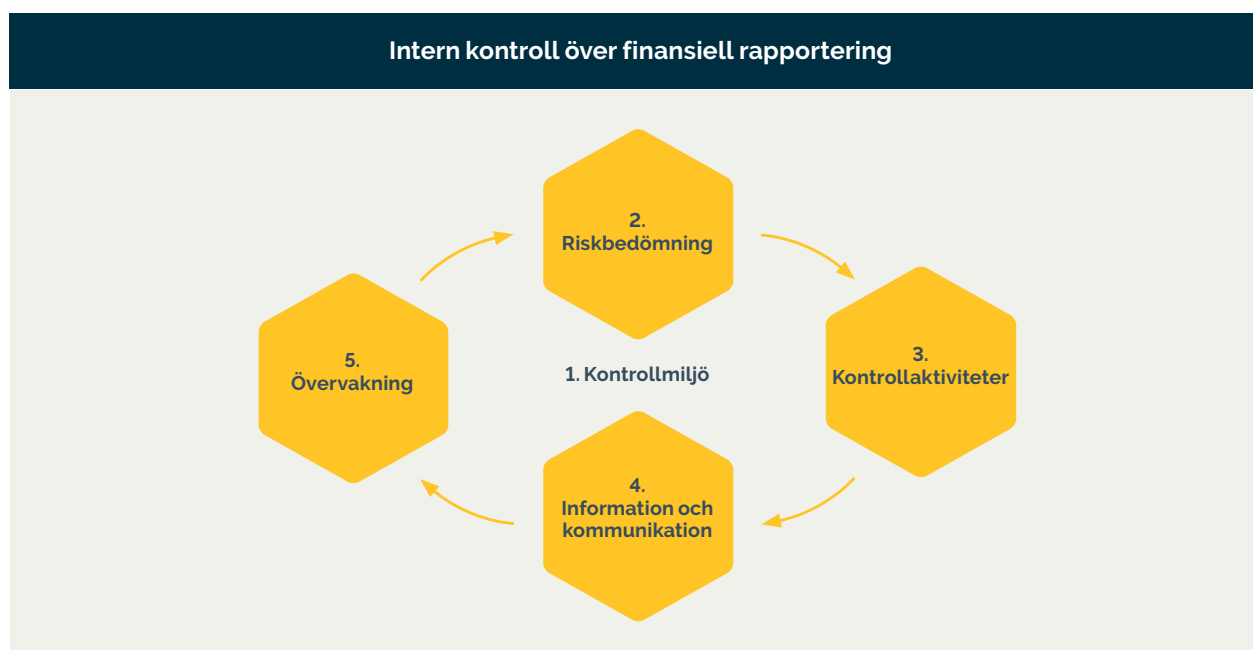 Intern kontroll över finansiell rapportering
2.
Riskbedömning
5.
Övervakning
1. Kontrollmiljö
3.
Kontrollaktiviteter
4.
Information och
kommunikation